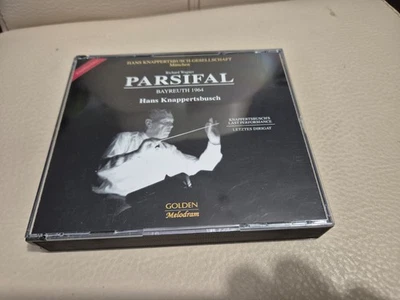 HANS KNAPPERTSBUSCH-GESELLSCHAFT
München
Richard Wagner
PARSIFAL
BAYREUTH 1964
Hans Knappertsbusch
KNAPPERTSBUSCH'S
LAST PERFORMANCE
LETZTES DIRIGAT
GOLDEN
Melodram